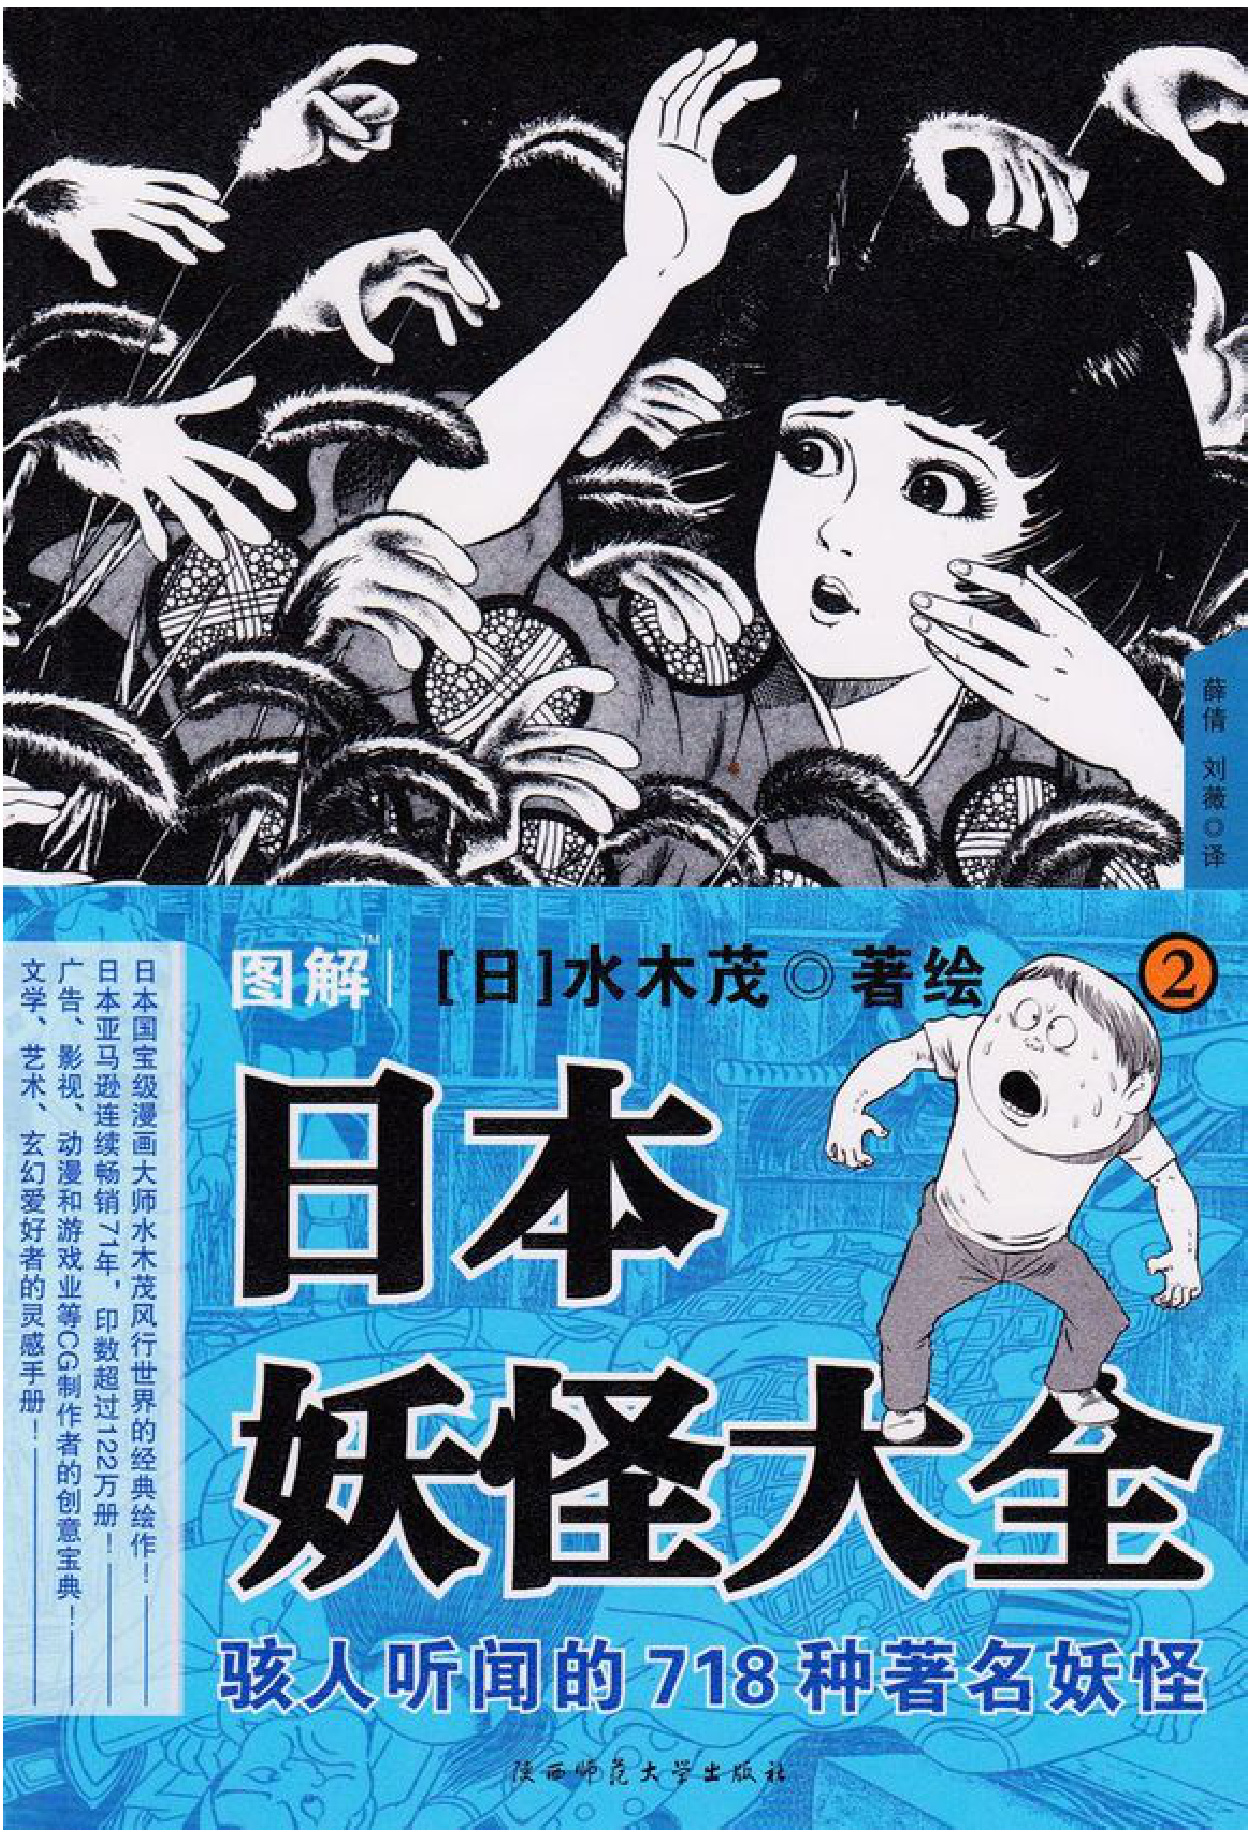 薛倩 刘薇◎译
图解™
[日]水木茂◎著绘
2
日本
妖怪大全
骇人听闻的718种著名妖怪
日本国宝级漫画大师水木茂风行世界的经典绘作！
日本亚马逊连续畅销71年，印数超过122万册！
广告、影视、动漫和游戏业等CG制作者的创意宝典！
文学、艺术、玄幻爱好者的灵感手册！
陕西师范大学出版社